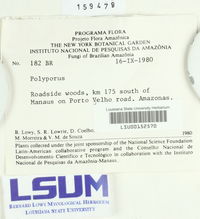 159478
PROGRAMA FLORA
Projeto Flora Amazônica
THE NEW YORK BOTANICAL GARDEN
INSTITUTO NACIONAL DE PESQUISAS DA AMAZÔNIA
Fungi of Brazilian Amazônia
No. 182 BR 16-IX-1980
Polyporus
Roadside woods, km 175 south of
Manaus on Porto Velho road. Amazonas.
Louisiana State University Herbarium
LSU00152570
B. Lowy, S. R. Lowrie, D. Coelho,
M. Moreira & V. M. de Souza 1980
Plants collected under joint sponsorship of the National Science Foundation
Latin-American collaborative program and the Conselho Nacional de
Desenvolvimento Científico e Tecnológico in collaboration with the Instituto
Nacional de Pesquisas da Amazônia Manaus
LSUM
BERNARD LOWY MYCOLOGICAL HERBARIUM
LOUISIANA STATE UNIVERSITY